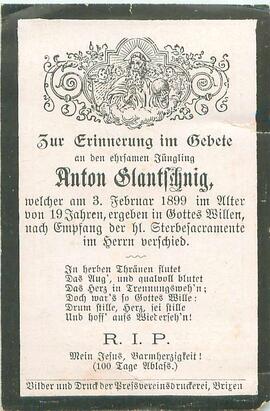 Zur Erinnerung im Gebete
an den ehrsamen Jüngling
Anton Glantschnig,
welcher am 3. Februar 1899 im Alter
von 19 Jahren, ergeben in Gottes Willen,
nach Empfang der hl. Sterbesacramente
im Herrn verschied.
In herben Thränen flutet
Das Aug', und qualvoll blutet
Das Herz in Trennungsweh'n;
Doch war's so Gottes Wille:
Drum stille, Herz, sei stille
Und hoff' aufs Wiederseh'n!
R. I. P.
Mein Jesus, Barmherzigkeit!
(100 Tage Ablass.)
Bilder und Druck der Pressvereinsdruckerei, Brixen